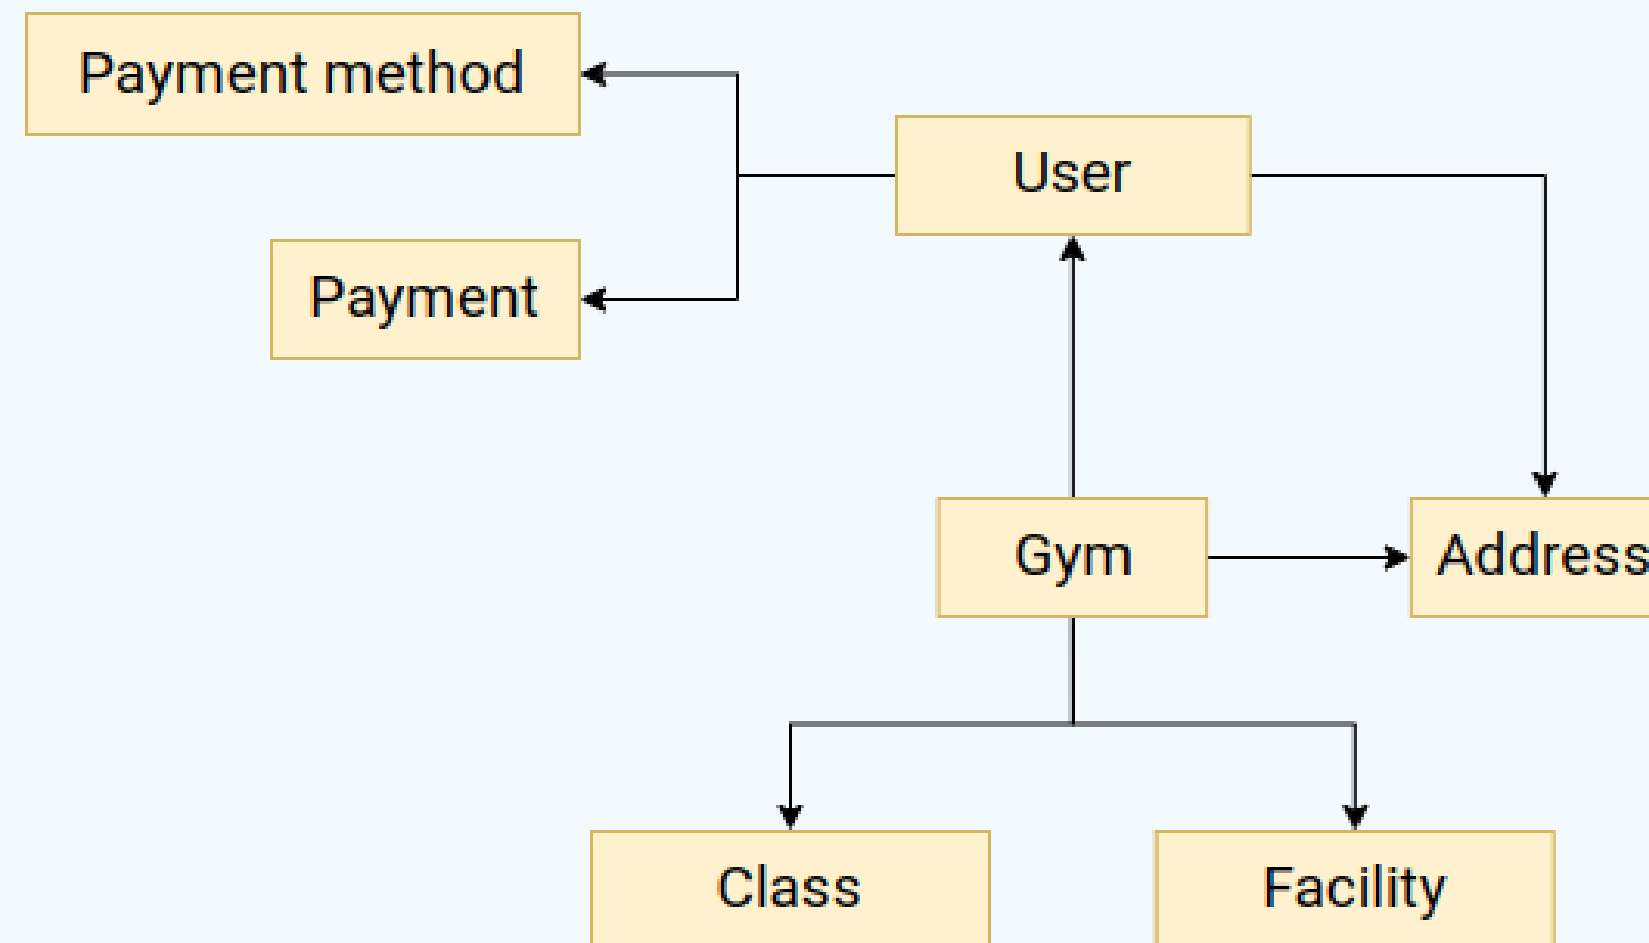 Payment method
User
Payment
Gym
Address
Class
Facility